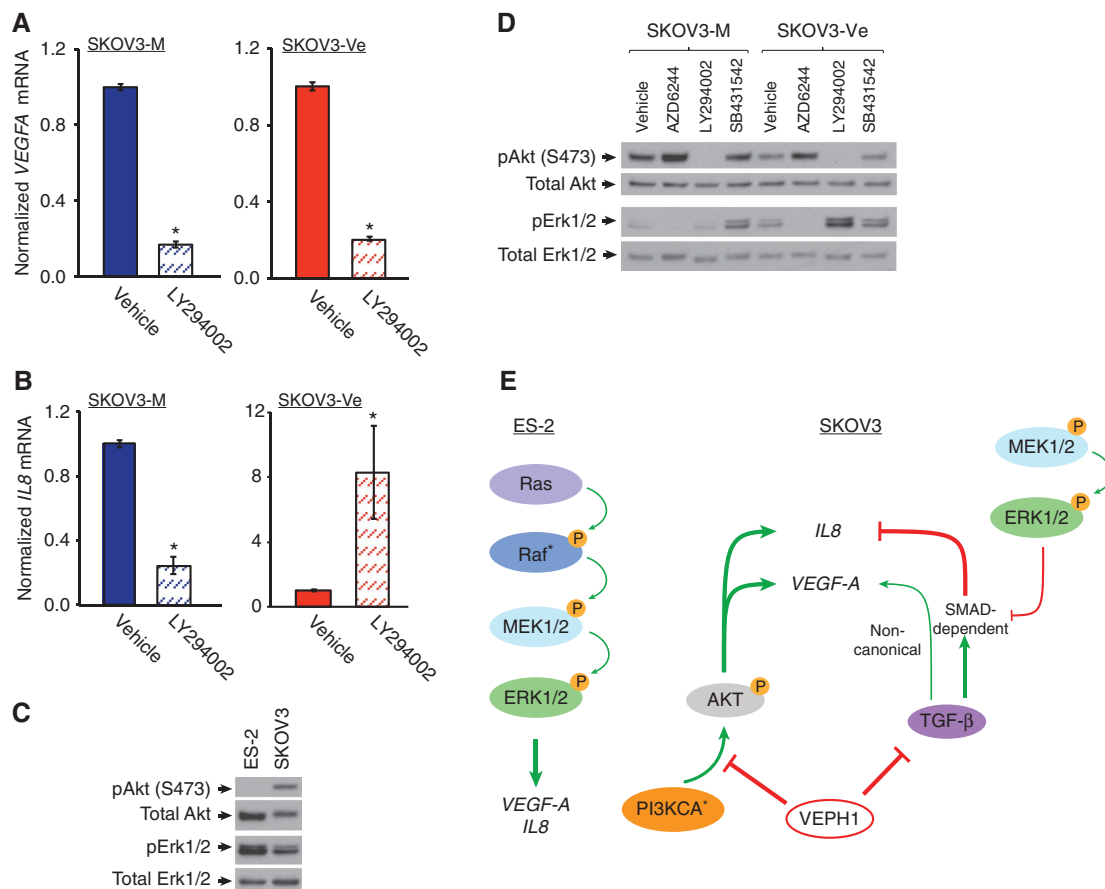 A
SKOV3-M
SKOV3-Ve
Normalized VEGFA mRNA
1.2
0.8
0.4
0.0
Vehicle
LY294002
*
1.2
0.8
0.4
0.0
Vehicle
LY294002
*
B
SKOV3-M
SKOV3-Ve
Normalized IL8 mRNA
1.2
0.8
0.4
0.0
Vehicle
LY294002
*
12
8
4
0
Vehicle
LY294002
*
C
ES-2
SKOV3
pAkt (S473)
Total Akt
pErk1/2
Total Erk1/2
D
SKOV3-M
SKOV3-Ve
Vehicle
AZD6244
LY294002
SB431542
Vehicle
AZD6244
LY294002
SB431542
pAkt (S473)
Total Akt
pErk1/2
Total Erk1/2
E
ES-2
Ras
Raf*
P
MEK1/2
P
ERK1/2
P
VEGF-A
IL8
SKOV3
IL8
VEGF-A
MEK1/2
P
ERK1/2
P
SMAD-
dependent
Non-
canonical
AKT
P
TGF-β
PI3KCA*
VEPH1